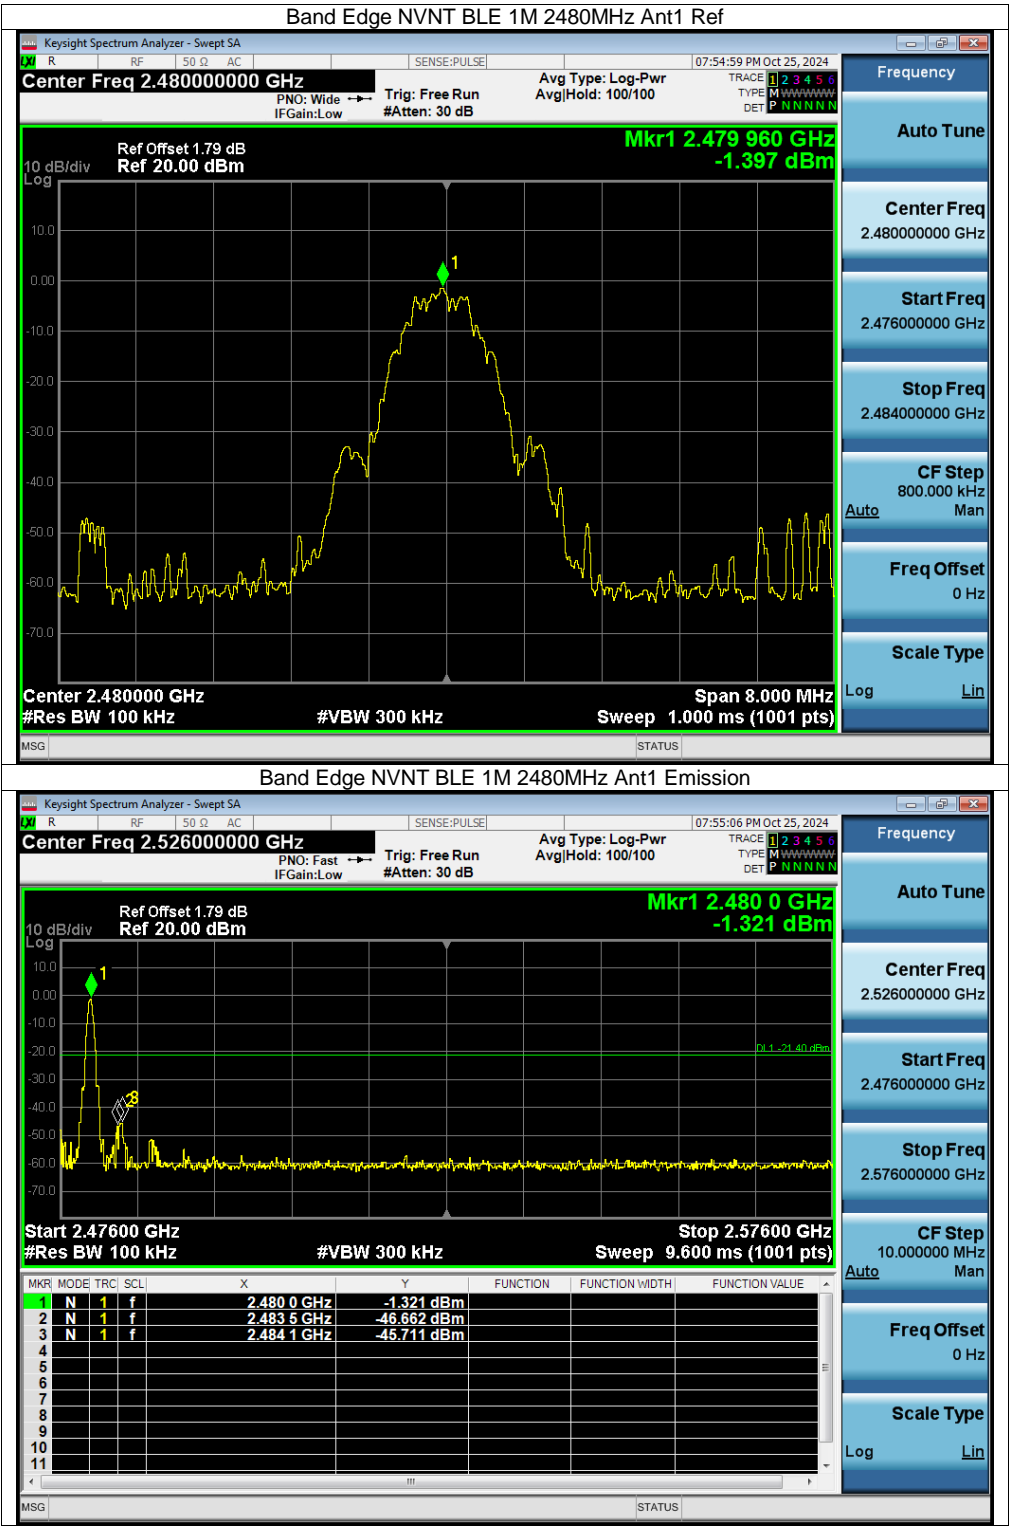 Band Edge NVNT BLE 1M 2480MHz Ant1 Ref
Keysight Spectrum Analyzer - Swept SA
LXI R RF 50 Ω AC SENSE:PULSE 07:54:59 PM Oct 25, 2024
Center Freq 2.480000000 GHz
PNO: Wide
IFGain:Low
Trig: Free Run
#Atten: 30 dB
Avg Type: Log-Pwr
Avg|Hold: 100/100
TRACE 1 2 3 4 5 6
TYPE M WWWWW
DET P N N N N N
Ref Offset 1.79 dB
10 dB/div Ref 20.00 dBm
Log
Mkr1 2.479 960 GHz
-1.397 dBm
1
10.0
0.00
-10.0
-20.0
-30.0
-40.0
-50.0
-60.0
-70.0
Center 2.480000 GHz Span 8.000 MHz
#Res BW 100 kHz #VBW 300 kHz Sweep 1.000 ms (1001 pts)
MSG STATUS
Frequency
Auto Tune
Center Freq
2.480000000 GHz
Start Freq
2.476000000 GHz
Stop Freq
2.484000000 GHz
CF Step
800.000 kHz
Auto Man
Freq Offset
0 Hz
Scale Type
Log Lin
Band Edge NVNT BLE 1M 2480MHz Ant1 Emission
Keysight Spectrum Analyzer - Swept SA
LXI R RF 50 Ω AC SENSE:PULSE 07:55:06 PM Oct 25, 2024
Center Freq 2.526000000 GHz
PNO: Fast
IFGain:Low
Trig: Free Run
#Atten: 30 dB
Avg Type: Log-Pwr
Avg|Hold: 100/100
TRACE 1 2 3 4 5 6
TYPE M WWWWW
DET P N N N N N
Ref Offset 1.79 dB
10 dB/div Ref 20.00 dBm
Log
Mkr1 2.480 0 GHz
-1.321 dBm
1
10.0
0.00
-10.0
-20.0
DL1 -21.40 dBm
-30.0
-40.0
2 3
-50.0
-60.0
-70.0
Start 2.47600 GHz Stop 2.57600 GHz
#Res BW 100 kHz #VBW 300 kHz Sweep 9.600 ms (1001 pts)
MKR MODE TRC SCL X Y FUNCTION FUNCTION WIDTH FUNCTION VALUE
1 N 1 f 2.480 0 GHz -1.321 dBm
2 N 1 f 2.483 5 GHz -46.662 dBm
3 N 1 f 2.484 1 GHz -45.711 dBm
4
5
6
7
8
9
10
11
MSG STATUS
Frequency
Auto Tune
Center Freq
2.526000000 GHz
Start Freq
2.476000000 GHz
Stop Freq
2.576000000 GHz
CF Step
10.000000 MHz
Auto Man
Freq Offset
0 Hz
Scale Type
Log Lin